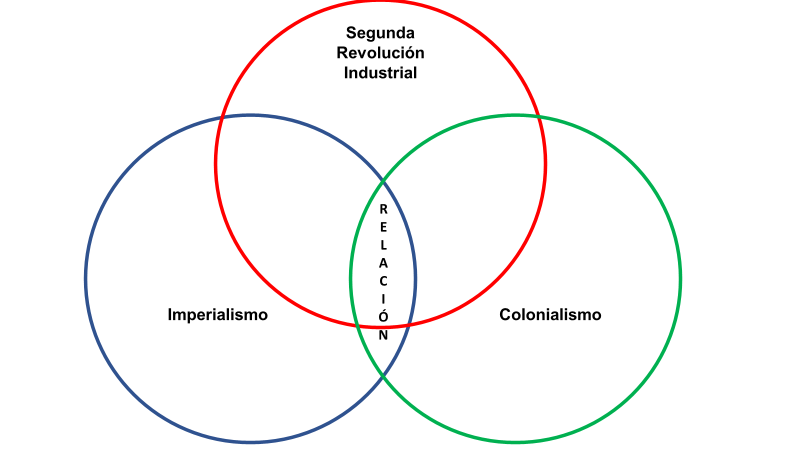 Segunda
Revolución
Industrial
R
E
L
A
C
I
Ó
N
Imperialismo
Colonialismo